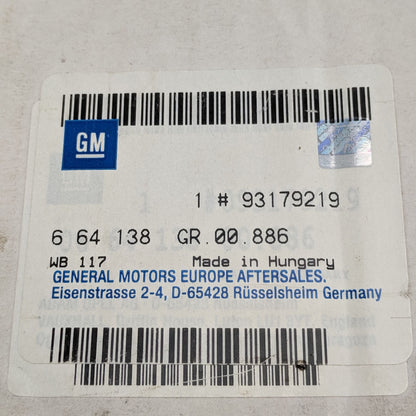 GM
1 # 93179219
6 64 138 GR.00.886
WB 117 Made in Hungary
GENERAL MOTORS EUROPE AFTERSALES.
Eisenstrasse 2-4, D-65428 Rüsselsheim Germany